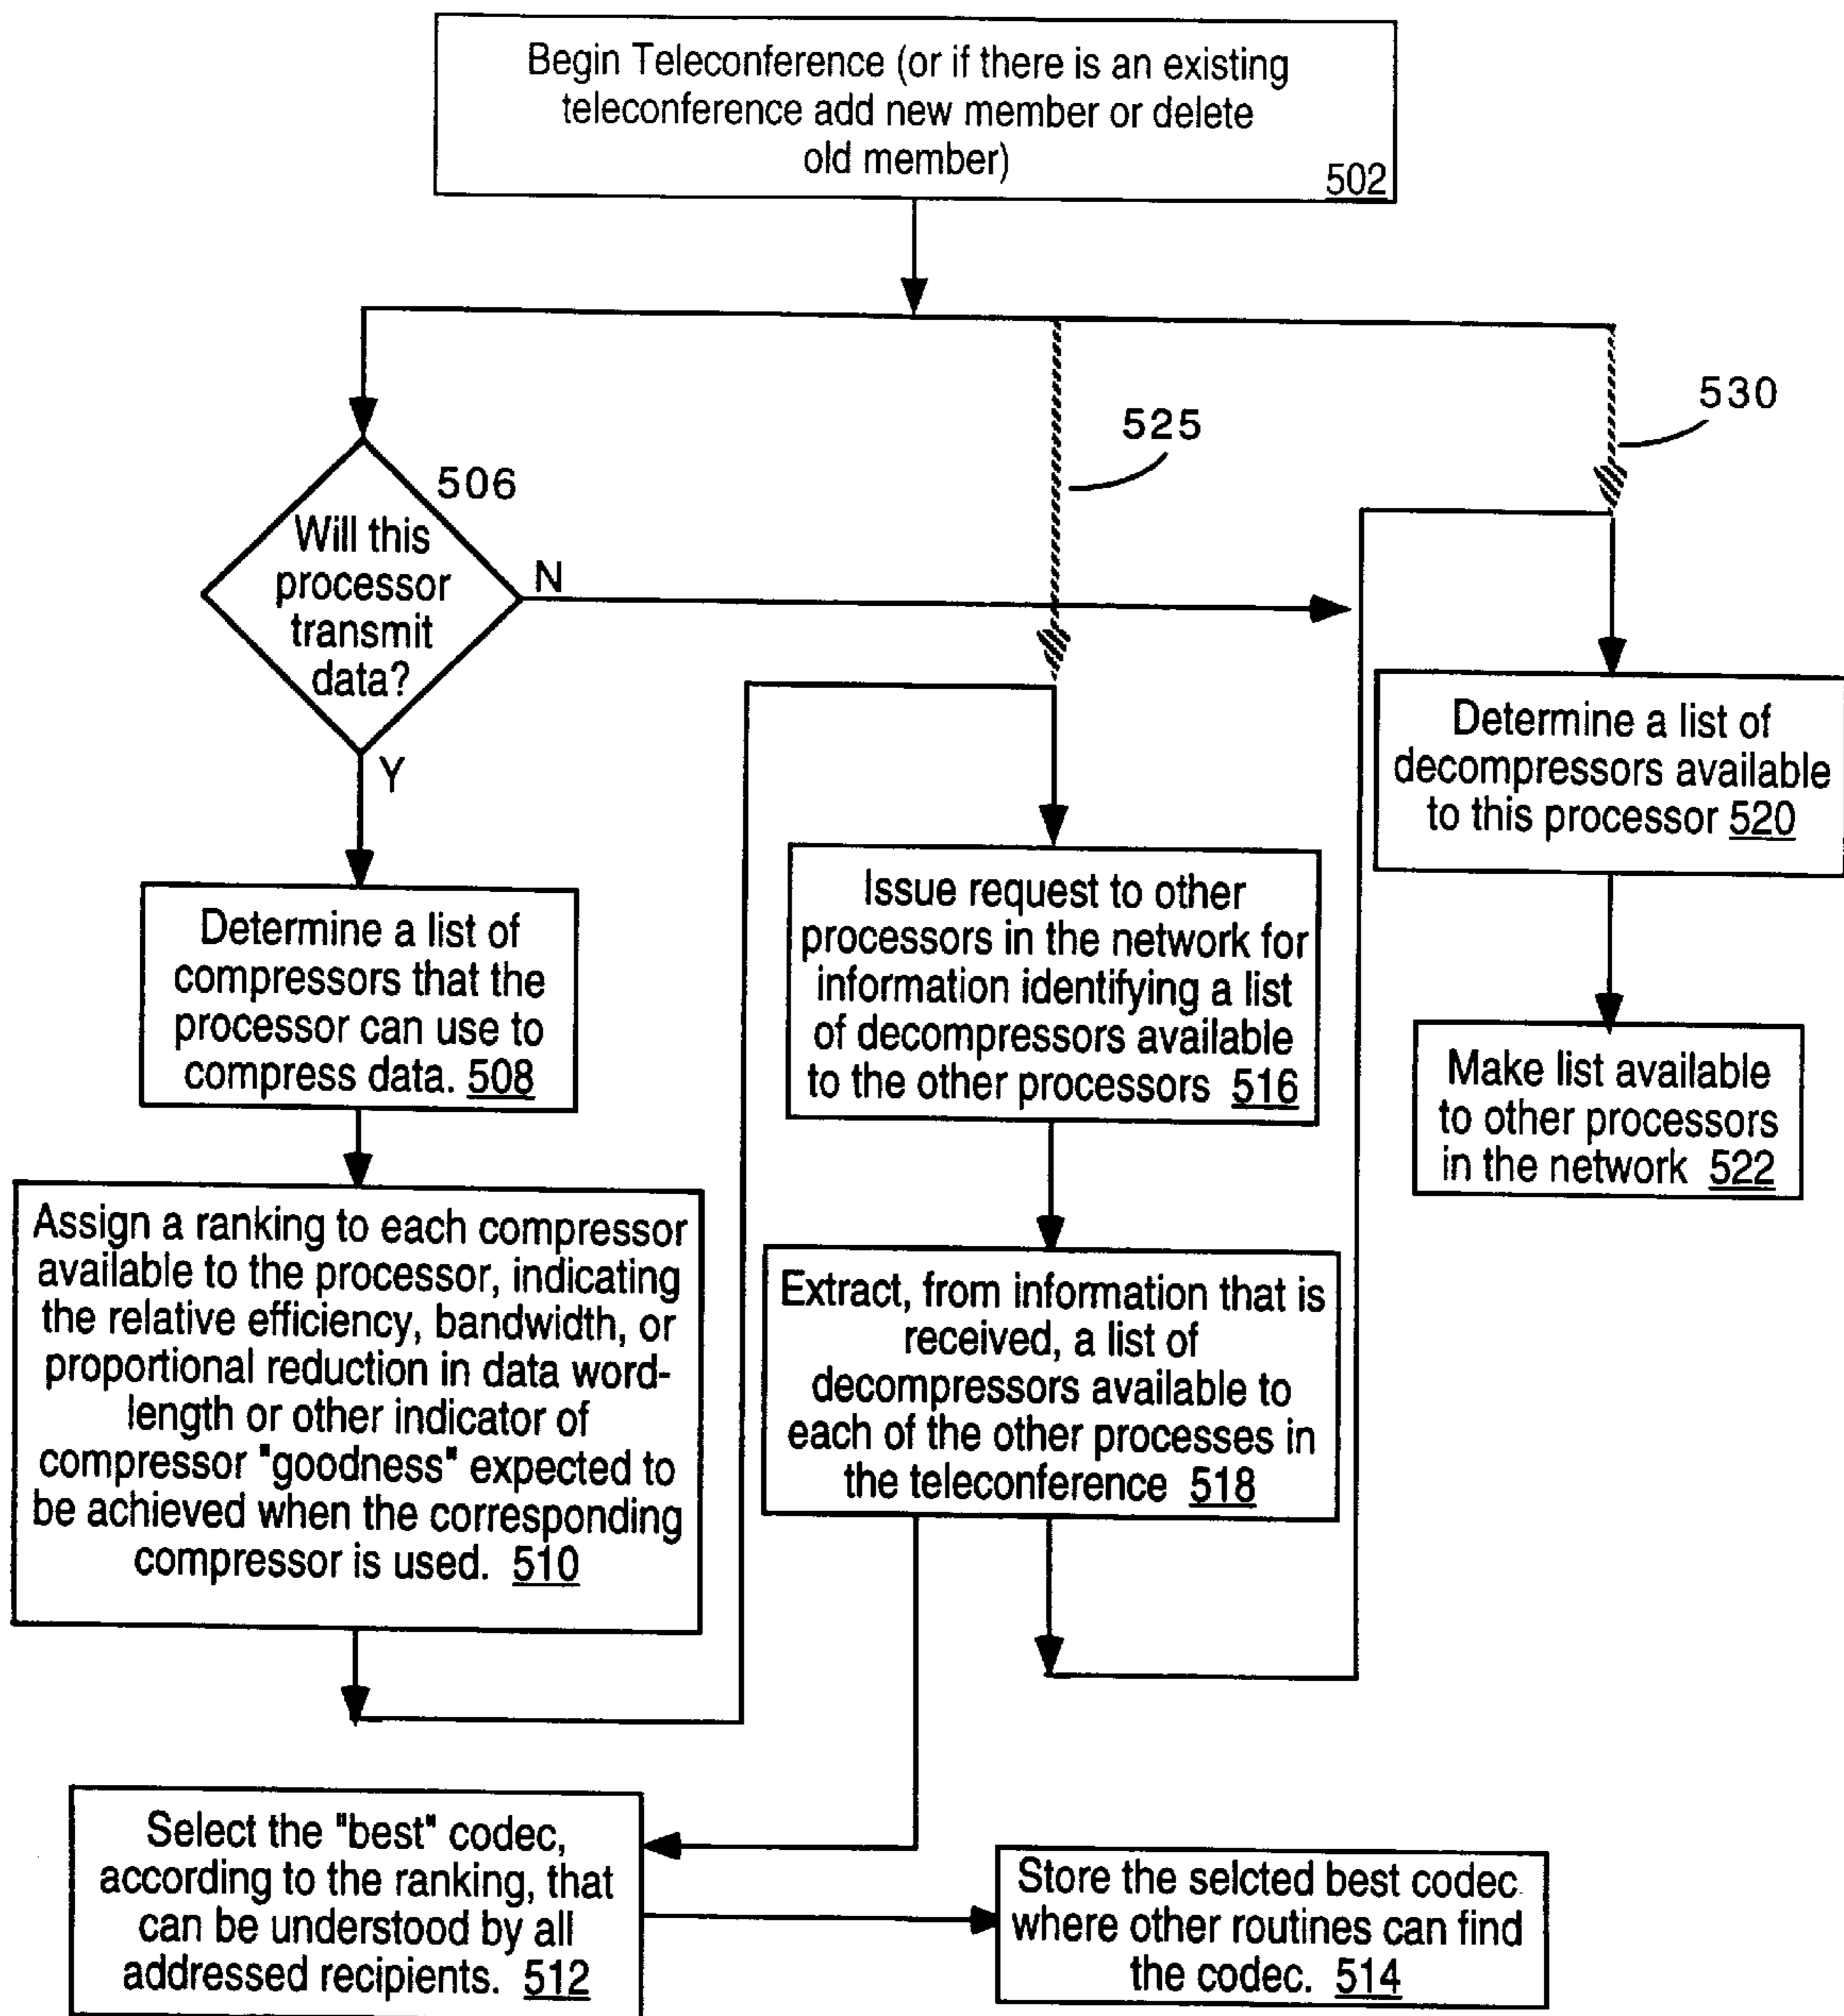 Begin Teleconference (or if there is an existing
teleconference add new member or delete
old member)
502
530
525
506
Will this
processor
transmit
data?
N
Y
Determine a list of
decompressors available
to this processor 520
Issue request to other
processors in the network for
information identifying a list
of decompressors available
to the other processors 516
Determine a list of
compressors that the
processor can use to
compress data. 508
Make list available
to other processors
in the network 522
Assign a ranking to each compressor
available to the processor, indicating
the relative efficiency, bandwidth, or
proportional reduction in data word-
length or other indicator of
compressor "goodness" expected to
be achieved when the corresponding
compressor is used. 510
Extract, from information that is
received, a list of
decompressors available to
each of the other processes in
the teleconference 518
Select the "best" codec,
according to the ranking, that
can be understood by all
addressed recipients. 512
Store the selcted best codec
where other routines can find
the codec. 514